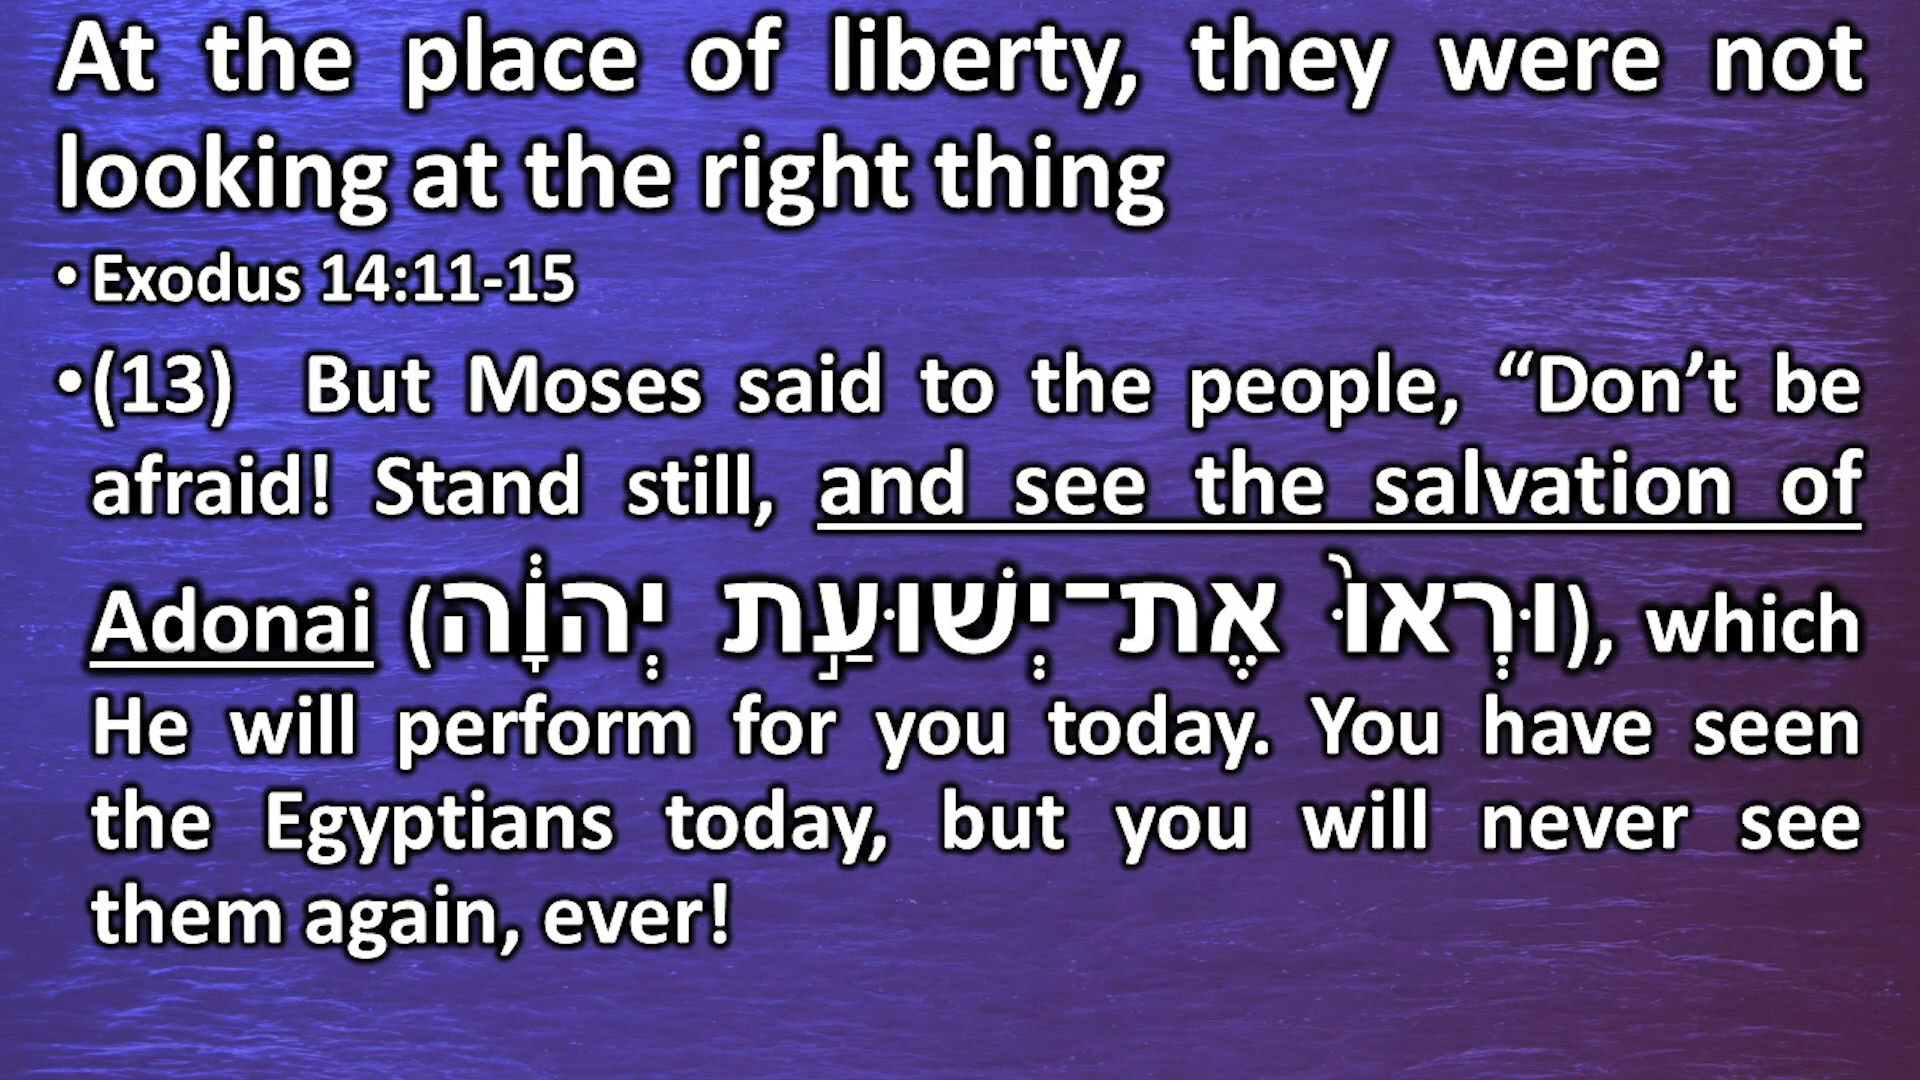 At the place of liberty, they were not
looking at the right thing
• Exodus 14:11-15
• (13) But Moses said to the people, “Don’t be
afraid! Stand still, and see the salvation of
Adonai (וּרְאוּ֙ אֶת־יְשׁוּעַ֣ת יְהוָ֔ה), which
He will perform for you today. You have seen
the Egyptians today, but you will never see
them again, ever!